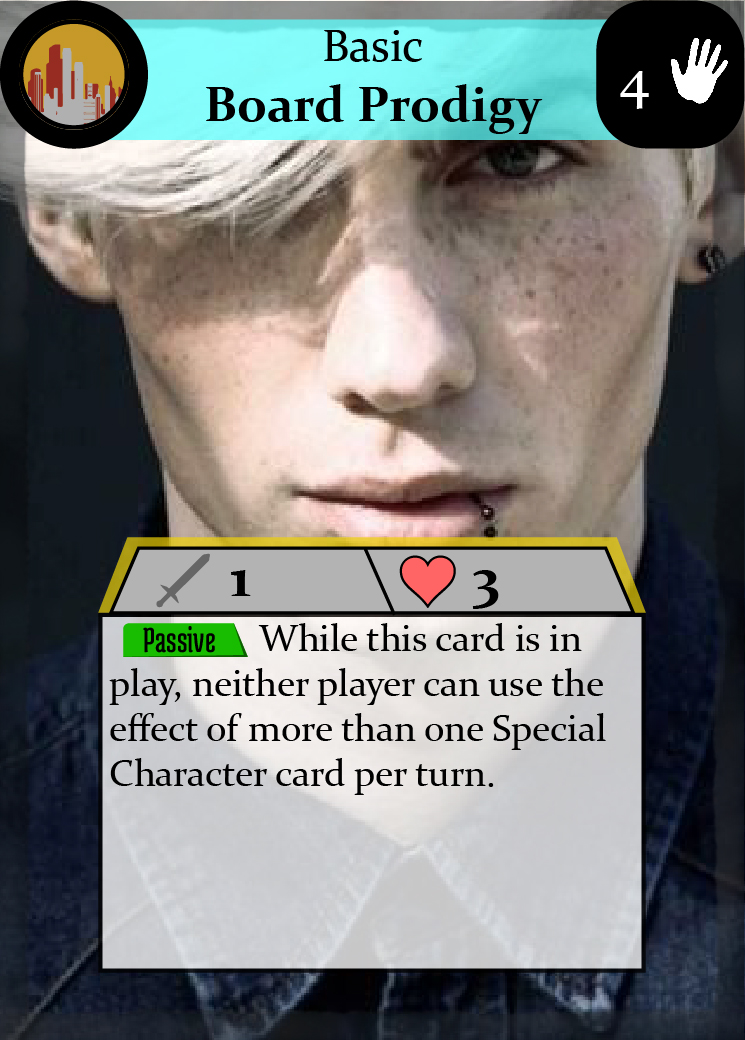 Basic
Board Prodigy
4
1
3
Passive While this card is in
play, neither player can use the
effect of more than one Special
Character card per turn.